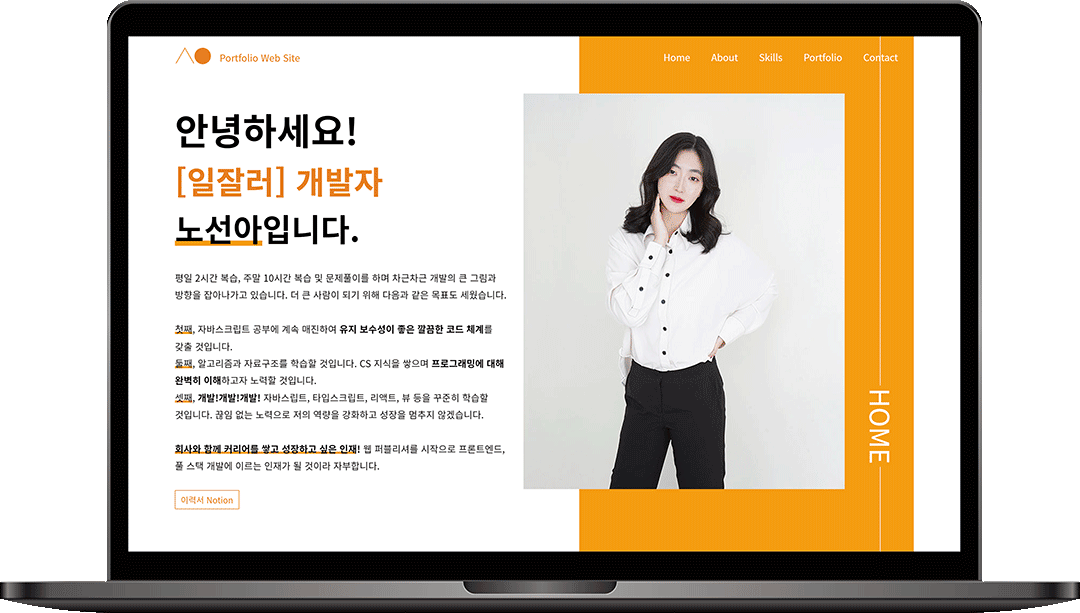 Portfolio Web Site
Home About Skills Portfolio Contact
안녕하세요!
[일잘러] 개발자
노선아입니다.
평일 2시간 복습, 주말 10시간 복습 및 문제풀이를 하며 차근차근 개발의 큰 그림과
방향을 잡아나가고 있습니다. 더 큰 사람이 되기 위해 다음과 같은 목표도 세웠습니다.
첫째, 자바스크립트 공부에 계속 매진하여 유지 보수성이 좋은 깔끔한 코드 체계를
갖출 것입니다.
둘째, 알고리즘과 자료구조를 학습할 것입니다. CS 지식을 쌓으며 프로그래밍에 대해
완벽히 이해하고자 노력할 것입니다.
셋째, 개발!개발!개발! 자바스립트, 타입스크립트, 리액트, 뷰 등을 꾸준히 학습할
것입니다. 끊임 없는 노력으로 저의 역량을 강화하고 성장을 멈추지 않겠습니다.
회사와 함께 커리어를 쌓고 성장하고 싶은 인재! 웹 퍼블리셔를 시작으로 프론트엔드,
풀 스택 개발에 이르는 인재가 될 것이라 자부합니다.
이력서 Notion
HOME